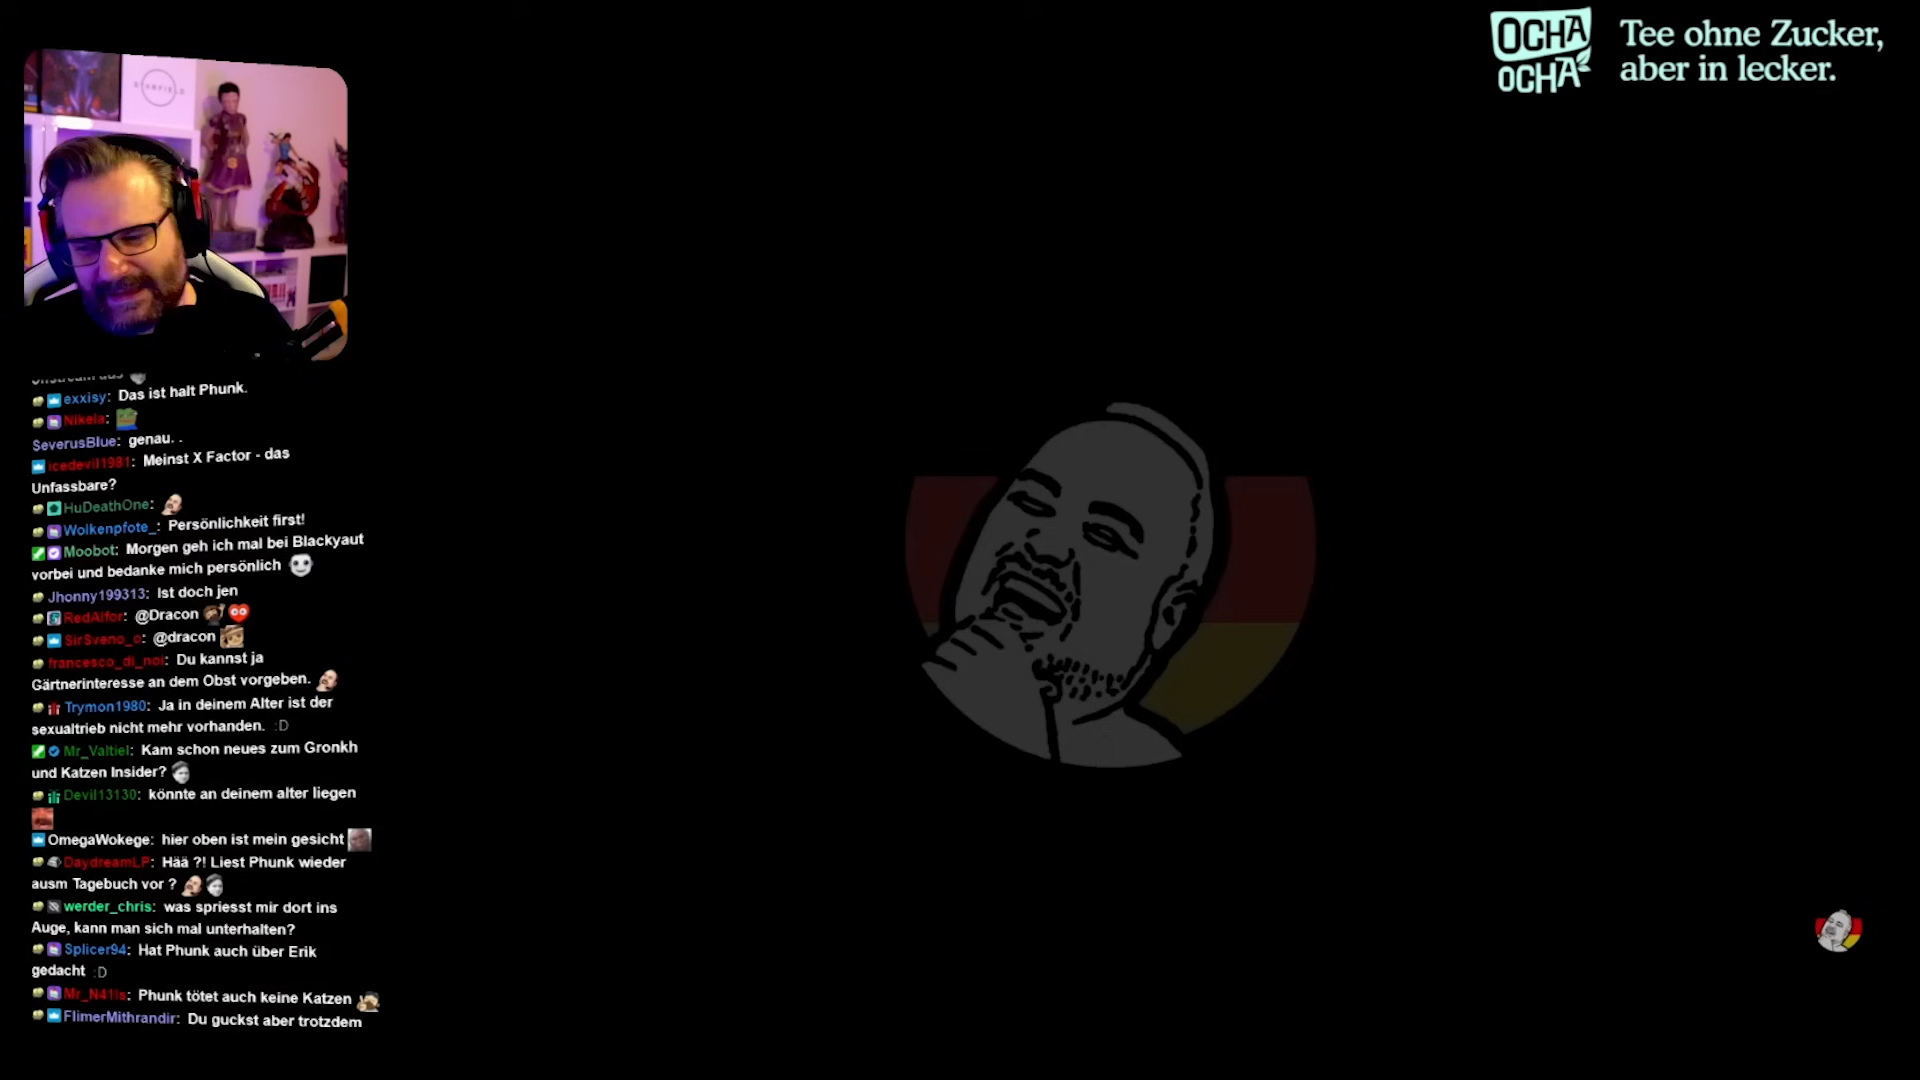 OCHA
OCHA
Tee ohne Zucker,
aber in lecker.
STARFIELD
exxisy: Das ist halt Phunk.
Nikeia:
SeverusBlue: genau. .
icedevil1981: Meinst X Factor - das
Unfassbare?
HuDeathOne:
Wolkenpfote_: Persönlichkeit first!
Moobot: Morgen geh ich mal bei Blackyaut
vorbei und bedanke mich persönlich
Jhonny199313: Ist doch jen
RedAlfor: @Dracon
SirSveno_o: @dracon
francesco_di_noi: Du kannst ja
Gärtnerinteresse an dem Obst vorgeben.
Trymon1980: Ja in deinem Alter ist der
sexualtrieb nicht mehr vorhanden. :D
Mr_Valtiel: Kam schon neues zum Gronkh
und Katzen Insider?
Devil13130: könnte an deinem alter liegen
OmegaWokege: hier oben ist mein gesicht
DaydreamLP: Hää ?! Liest Phunk wieder
ausm Tagebuch vor ?
werder_chris: was spriesst mir dort ins
Auge, kann man sich mal unterhalten?
Splicer94: Hat Phunk auch über Erik
gedacht :D
Mr_N41ls: Phunk tötet auch keine Katzen
FlimerMithrandir: Du guckst aber trotzdem